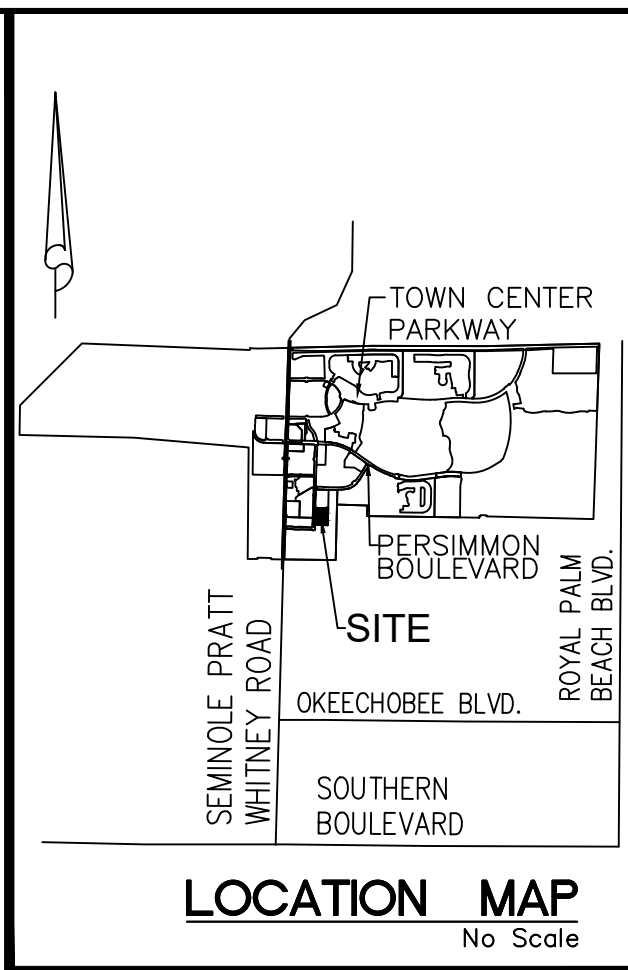 TOWN CENTER
PARKWAY
PERSIMMON
BOULEVARD
SITE
SEMINOLE PRATT
WHITNEY ROAD
ROYAL PALM
BEACH BLVD.
OKEECHOBEE BLVD.
SOUTHERN
BOULEVARD
LOCATION MAP
No Scale